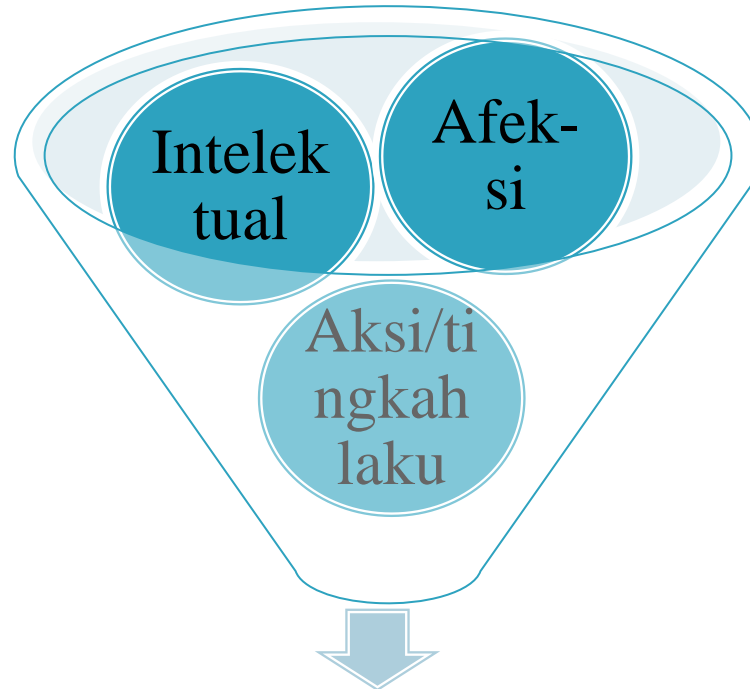 Intelek
tual
Afek-
si
Aksi/ti
ngkah
laku